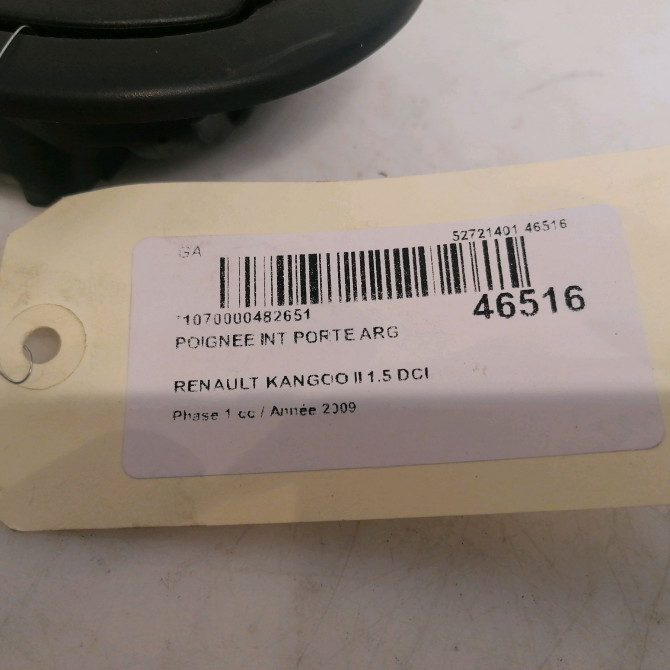 GA
52721401 46516
*1070000482651
46516
POIGNEE INT PORTE ARG
RENAULT KANGOO II 1.5 DCI
Phase 1 cc / Année 2009